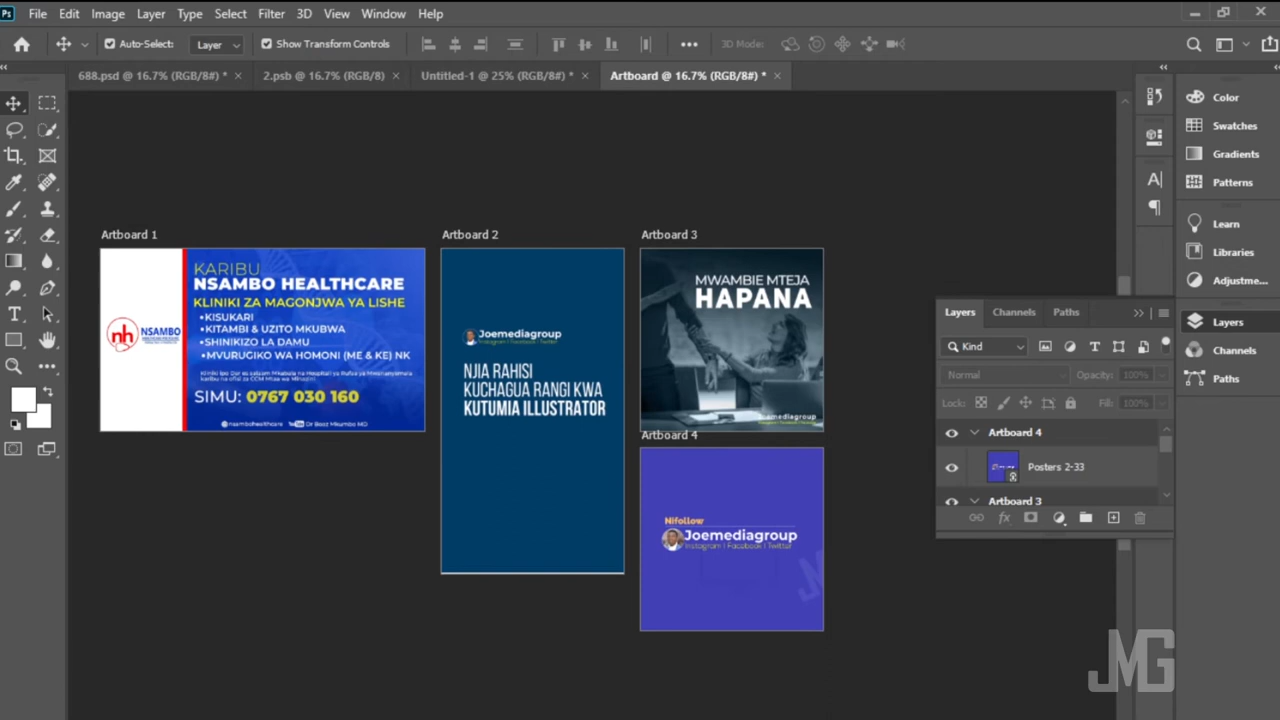 Ps File Edit Image Layer Type Select Filter 3D View Window Help
Auto-Select: Layer Show Transform Controls 3D Mode:
688.psd @ 16.7% (RGB/8#) * × 2.psb @ 16.7% (RGB/8) × Untitled-1 @ 25% (RGB/8#) * × Artboard @ 16.7% (RGB/8#) * ×
Color
Swatches
Gradients
Patterns
Learn
Libraries
Adjustme...
Layers
Channels
Paths
Artboard 1
KARIBU
NSAMBO HEALTHCARE
KLINIKI ZA MAGONJWA YA LISHE
•KISUKARI
•KITAMBI & UZITO MKUBWA
•SHINIKIZO LA DAMU
•MVURUGIKO WA HOMONI (ME & KE) NK
SIMU: 0767 030 160
nsambohealthcare
nh NSAMBO
Artboard 2
Joemediagroup
Instagram | Facebook | Twitter
NJIA RAHISI
KUCHAGUA RANGI KWA
KUTUMIA ILLUSTRATOR
Artboard 3
MWAMBIE MTEJA
HAPANA
Joemediagroup
Artboard 4
Nifollow
Joemediagroup
Instagram | Facebook | Twitter
Layers Channels Paths
Kind
Normal Opacity: 100%
Lock: Fill: 100%
Artboard 4
Posters 2-33
Artboard 3
JMG